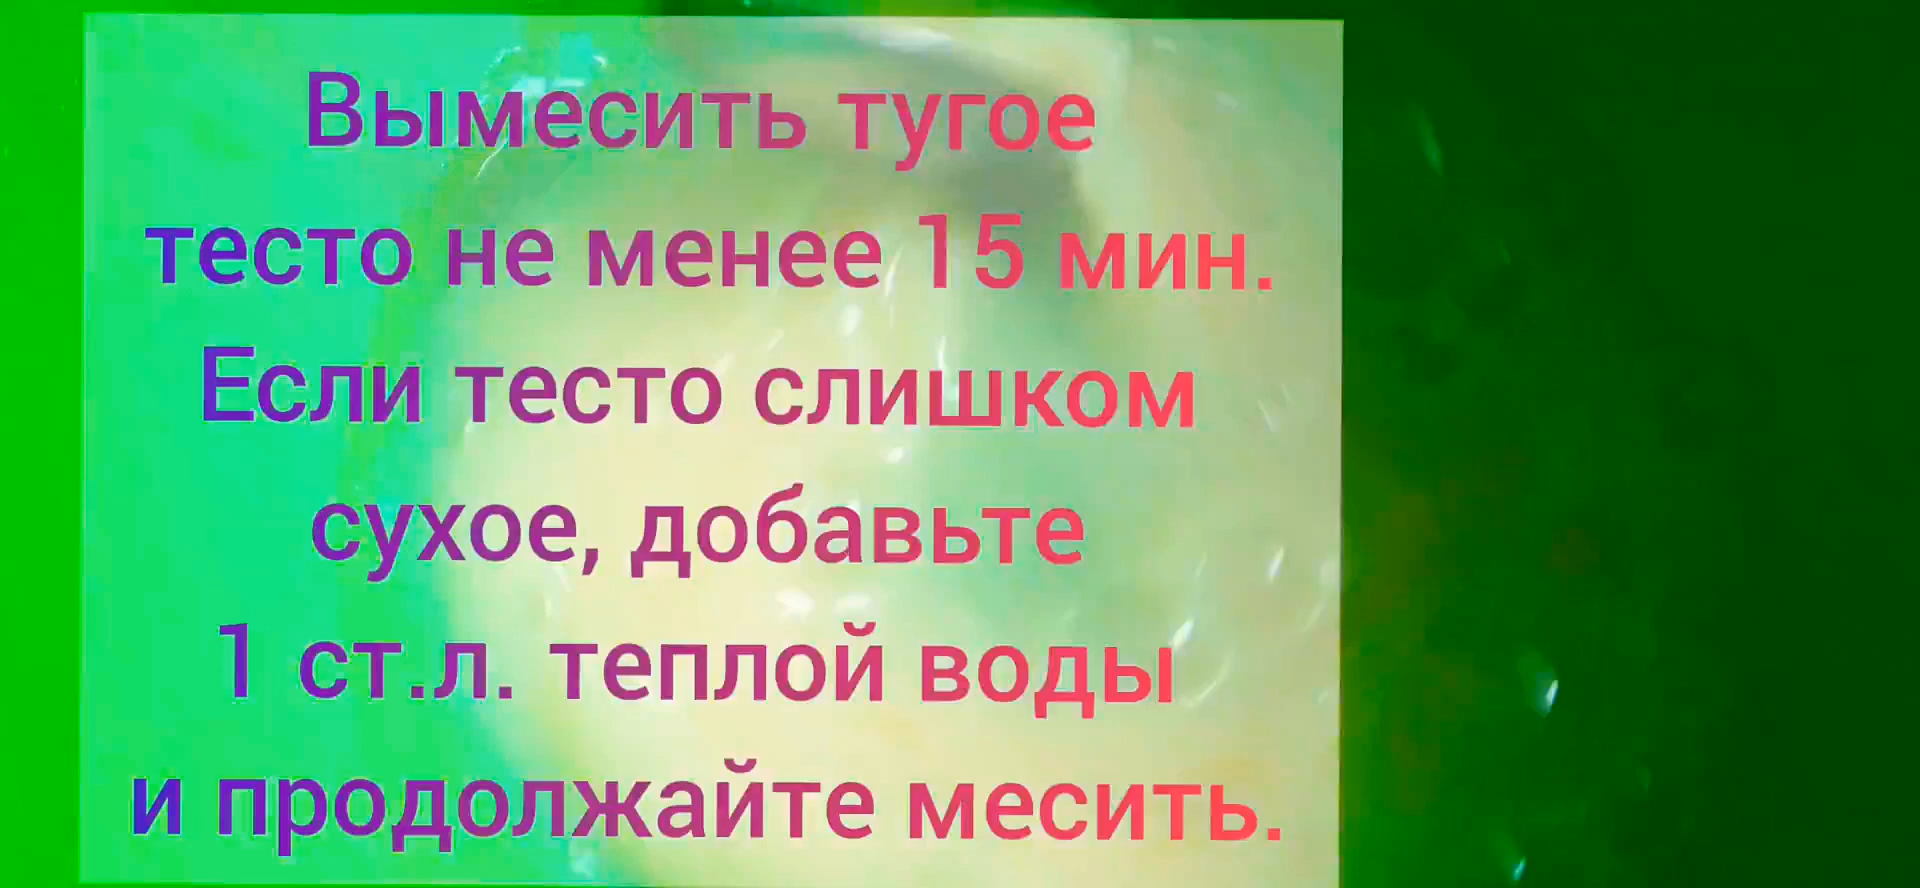 Вымесить тугое
тесто не менее 15 мин.
Если тесто слишком
сухое, добавьте
1 ст.л. теплой воды
и продолжайте месить.